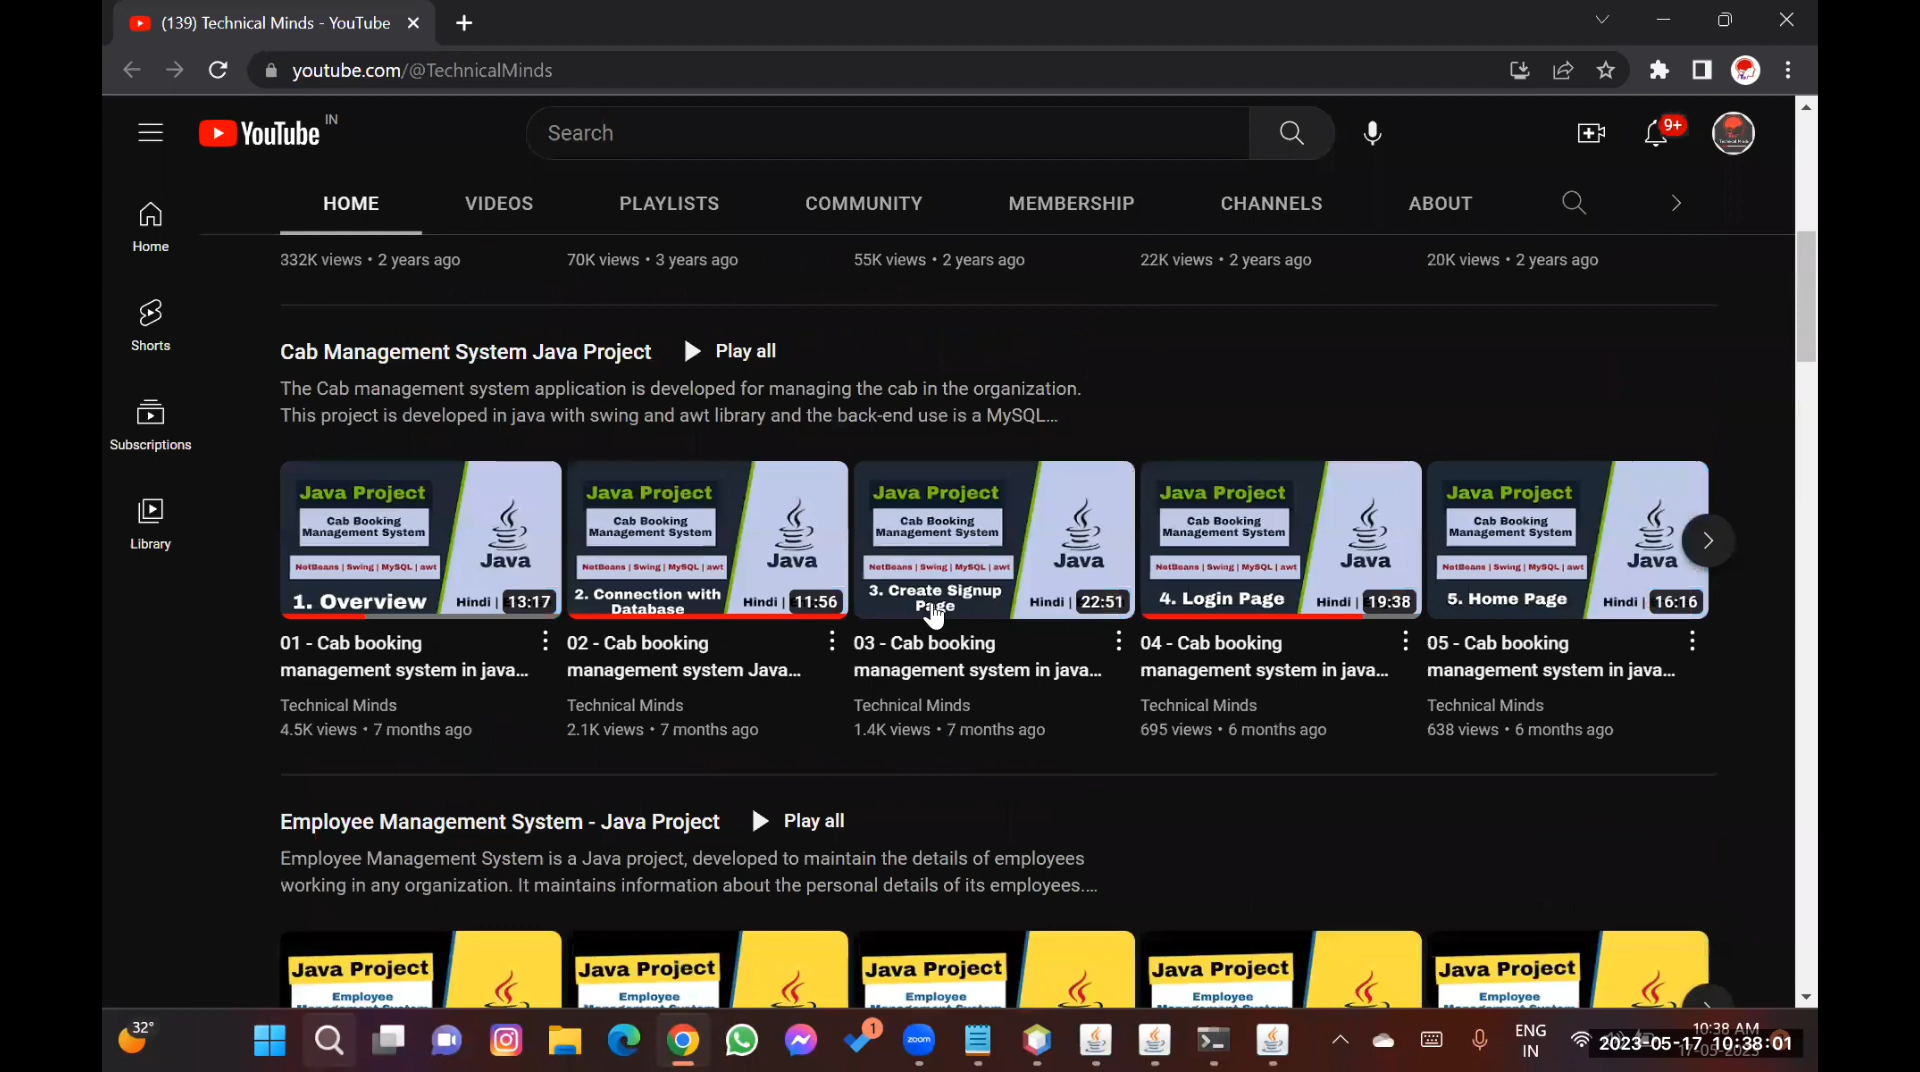 (139) Technical Minds - YouTube
youtube.com/@TechnicalMinds
YouTube IN
Search
9+
HOME VIDEOS PLAYLISTS COMMUNITY MEMBERSHIP CHANNELS ABOUT
Home
Shorts
Subscriptions
Library
332K views • 2 years ago
70K views • 3 years ago
55K views • 2 years ago
22K views • 2 years ago
20K views • 2 years ago
Cab Management System Java Project
Play all
The Cab management system application is developed for managing the cab in the organization.
This project is developed in java with swing and awt library and the back-end use is a MySQL...
Java Project
Cab Booking
Management System
NetBeans | Swing | MySQL | awt
Java
1. Overview
Hindi |
13:17
01 - Cab booking
management system in java...
Technical Minds
4.5K views • 7 months ago
Java Project
Cab Booking
Management System
NetBeans | Swing | MySQL | awt
Java
2. Connection with
Database
Hindi |
11:56
02 - Cab booking
management system Java...
Technical Minds
2.1K views • 7 months ago
Java Project
Cab Booking
Management System
NetBeans | Swing | MySQL | awt
Java
3. Create Signup
Page
Hindi |
22:51
03 - Cab booking
management system in java...
Technical Minds
1.4K views • 7 months ago
Java Project
Cab Booking
Management System
NetBeans | Swing | MySQL | awt
Java
4. Login Page
Hindi |
19:38
04 - Cab booking
management system in java...
Technical Minds
695 views • 6 months ago
Java Project
Cab Booking
Management System
NetBeans | Swing | MySQL | awt
Java
5. Home Page
Hindi |
16:16
05 - Cab booking
management system in java...
Technical Minds
638 views • 6 months ago
Employee Management System - Java Project
Play all
Employee Management System is a Java project, developed to maintain the details of employees
working in any organization. It maintains information about the personal details of its employees....
Java Project
Employee
Java Project
Employee
Java Project
Employee
Java Project
Employee
Java Project
Employee
32°
1
zoom
ENG
IN
10:38 AM
17-05-2023
2023-05-17 10:38:01